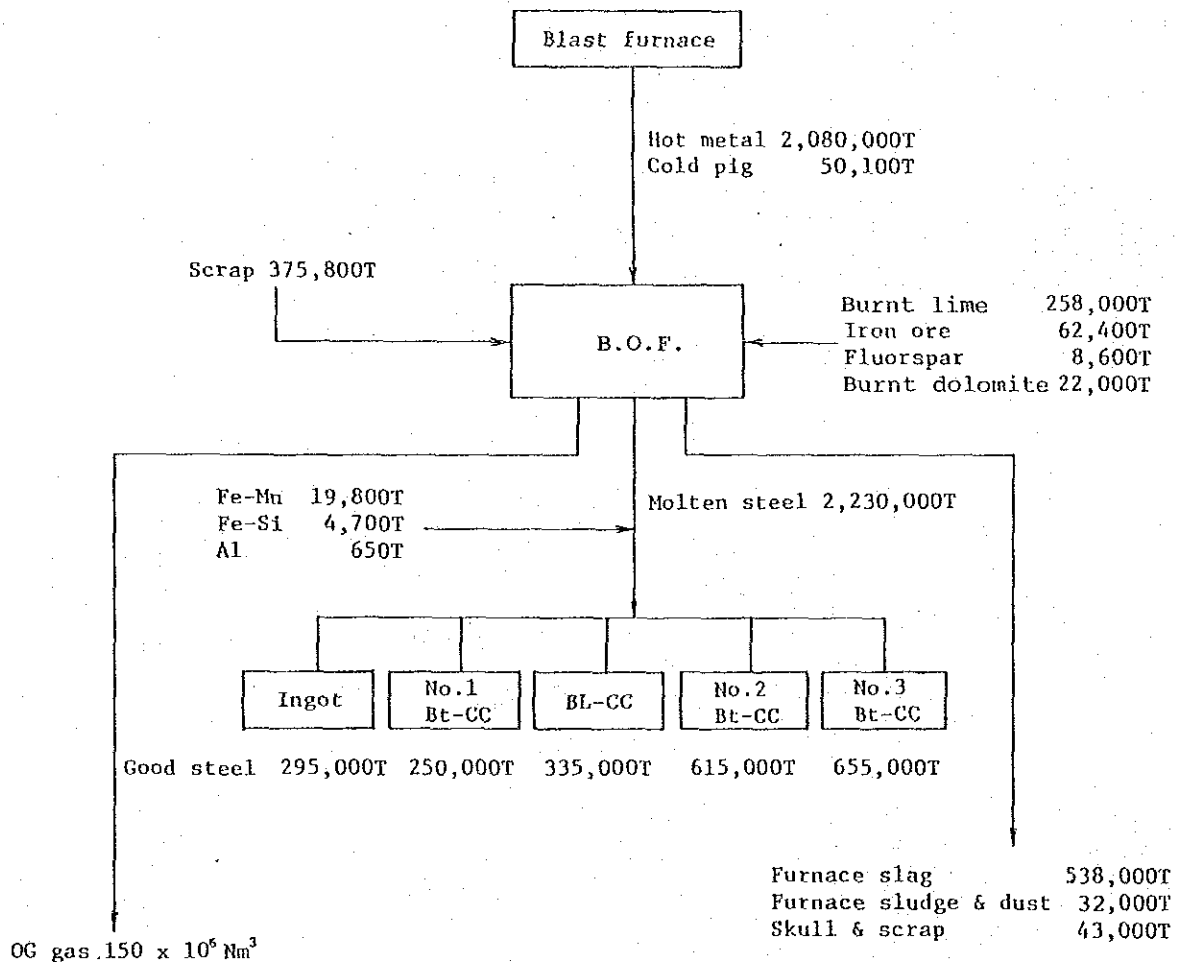 Blast furnace
Hot metal 2,080,000T
Cold pig 50,100T
Scrap 375,800T
B.O.F.
Burnt lime 258,000T
Iron ore 62,400T
Fluorspar 8,600T
Burnt dolomite 22,000T
Fe-Mn 19,800T
Fe-Si 4,700T
Al 650T
Molten steel 2,230,000T
Ingot
No.1
Bt-CC
BL-CC
No.2
Bt-CC
No.3
Bt-CC
Good steel 295,000T 250,000T 335,000T 615,000T 655,000T
Furnace slag 538,000T
Furnace sludge & dust 32,000T
Skull & scrap 43,000T
OG gas 150 x 10⁶ Nm³